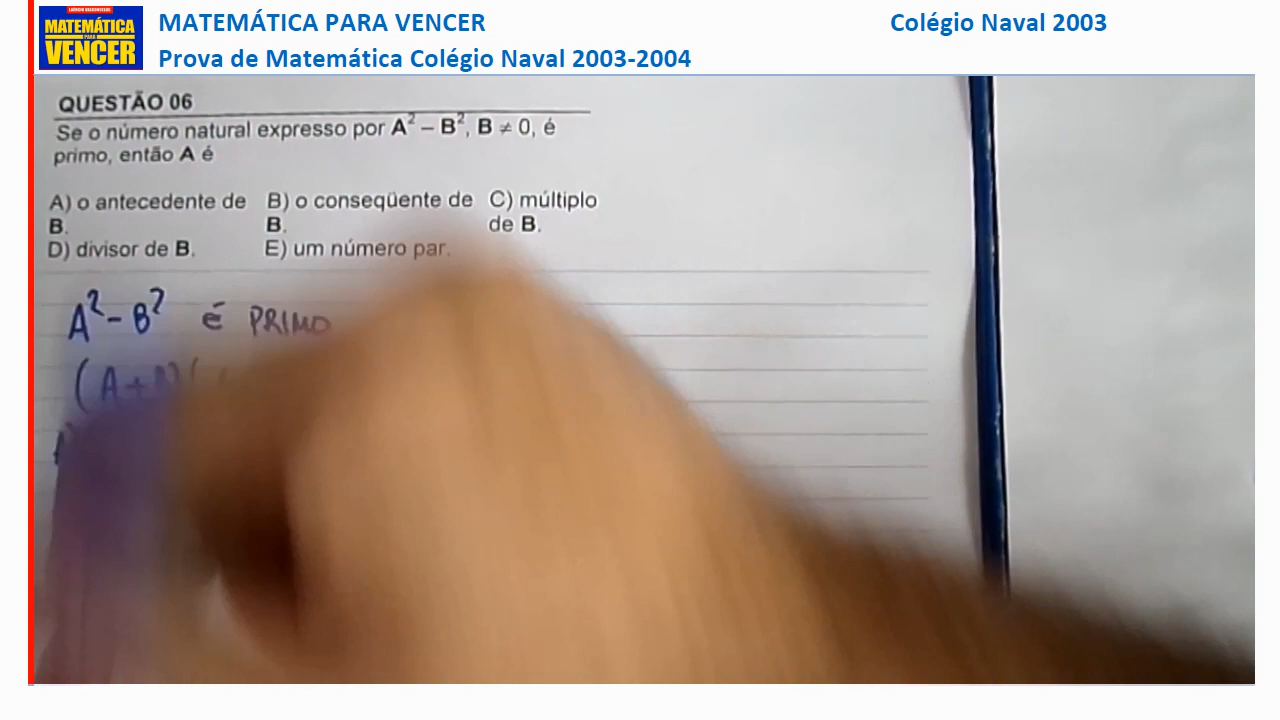 MATEMÁTICA PARA VENCER
MATEMÁTICA PARA VENCER
Colégio Naval 2003
Prova de Matemática Colégio Naval 2003-2004
QUESTÃO 06
Se o número natural expresso por A² – B², B ≠ 0, é
primo, então A é
A) o antecedente de B.
B) o conseqüente de B.
C) múltiplo de B.
D) divisor de B.
E) um número par.
A² - B² é PRIMO
(A+B)(